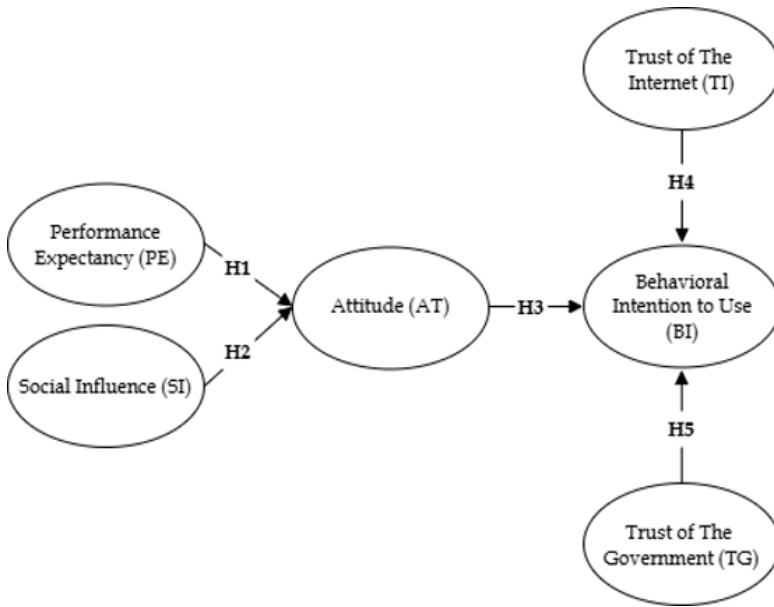 Trust of The
Internet (TI)
H4
Performance
Expectancy (PE)
H1
Attitude (AT)
H3
Behavioral
Intention to Use
(BI)
H2
Social Influence (SI)
H5
Trust of The
Government (TG)